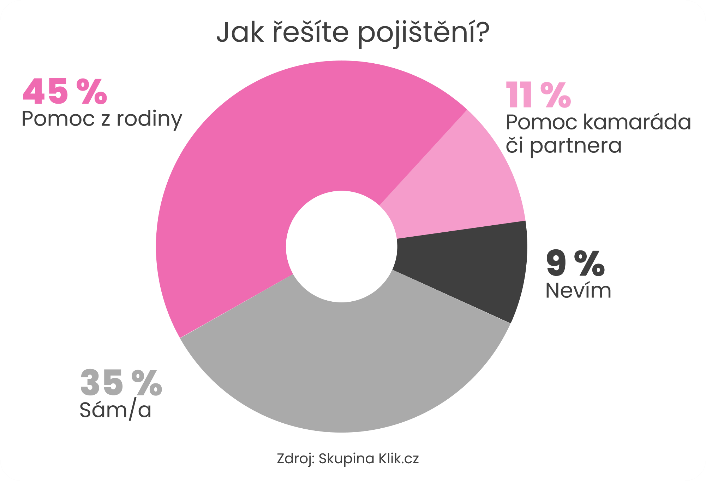 Jak řešíte pojištění?
45 %
Pomoc z rodiny
11 %
Pomoc kamaráda
či partnera
9 %
Nevím
35 %
Sám/a
Zdroj: Skupina Klik.cz